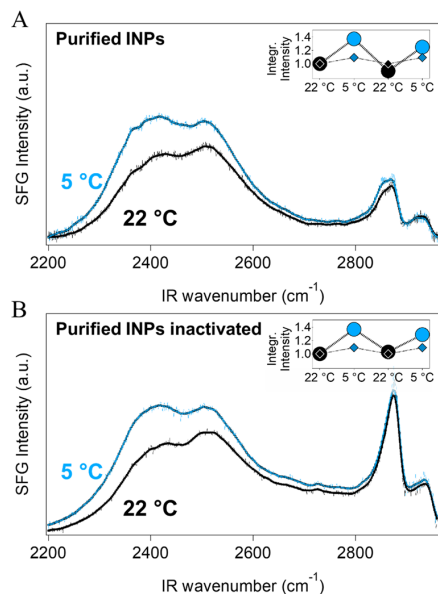 A
Purified INPs
SFG Intensity (a.u.)
5 °C
22 °C
Integr.
Intensity
1.4
1.2
1.0
22 °C
5 °C
22 °C
5 °C
2200
2400
2600
2800
IR wavenumber (cm-1)
B
Purified INPs inactivated
SFG Intensity (a.u.)
5 °C
22 °C
Integr.
Intensity
1.4
1.2
1.0
22 °C
5 °C
22 °C
5 °C
2200
2400
2600
2800
IR wavenumber (cm-1)